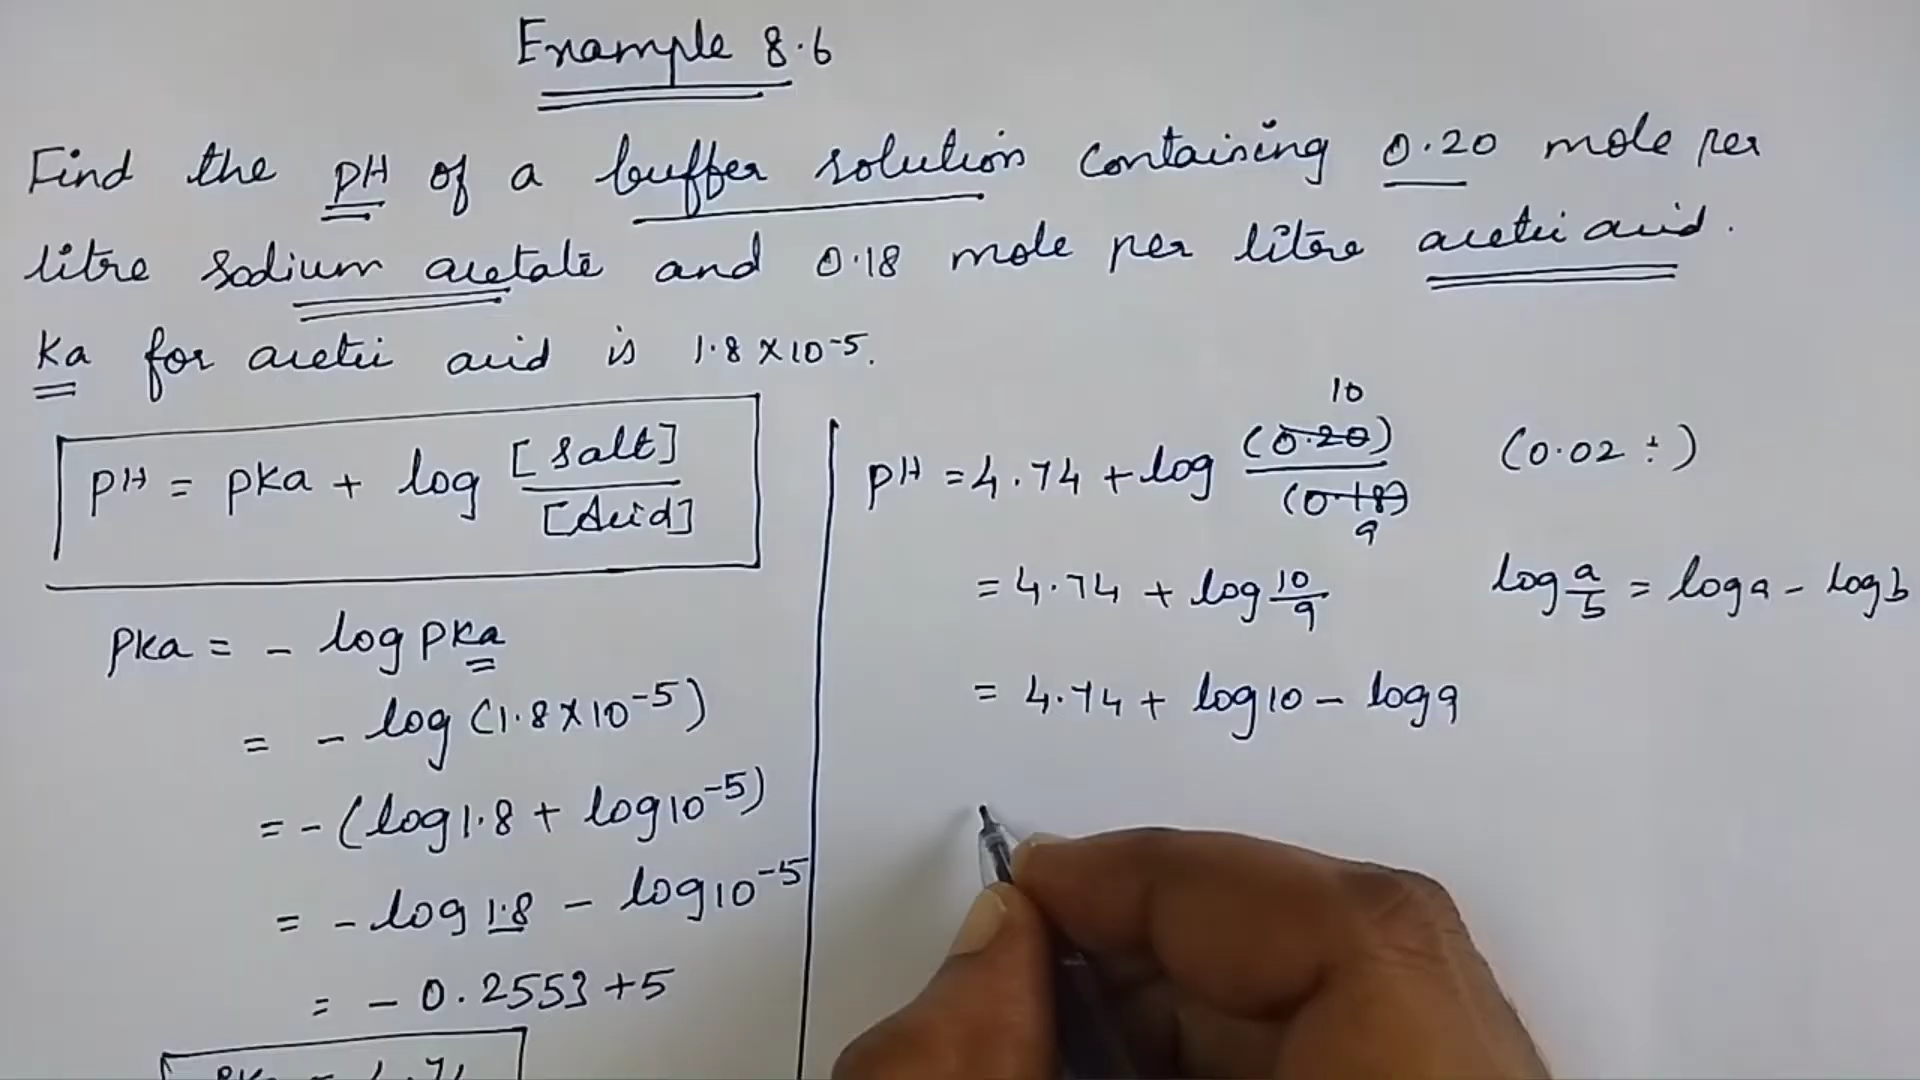 Example 8.6
Find the pH of a buffer solution containing 0.20 mole per
litre sodium acetate and 0.18 mole per litre acetic acid.
Ka for acetic acid is 1.8 × 10⁻⁵.
pH = pKa + log [Salt] / [Acid]
pKa = - log pKa
= - log (1.8 × 10⁻⁵)
= - (log 1.8 + log 10⁻⁵)
= - log 1.8 - log 10⁻⁵
= - 0.2553 + 5
10
pH = 4.74 + log (0.20) / (0.18) (0.02 ÷)
9
= 4.74 + log 10/9 log a/b = log a - log b
= 4.74 + log 10 - log 9